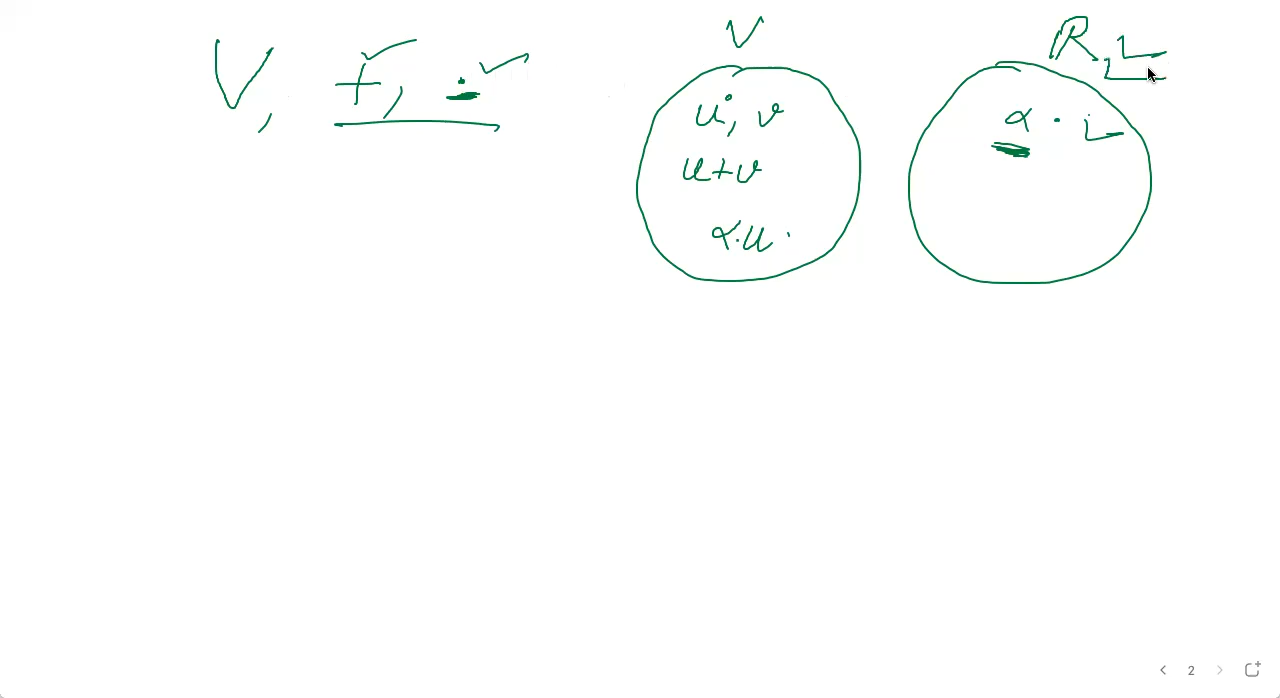 V, +, ·
V
u, v
u+v
α·u ·
R
α ·
2